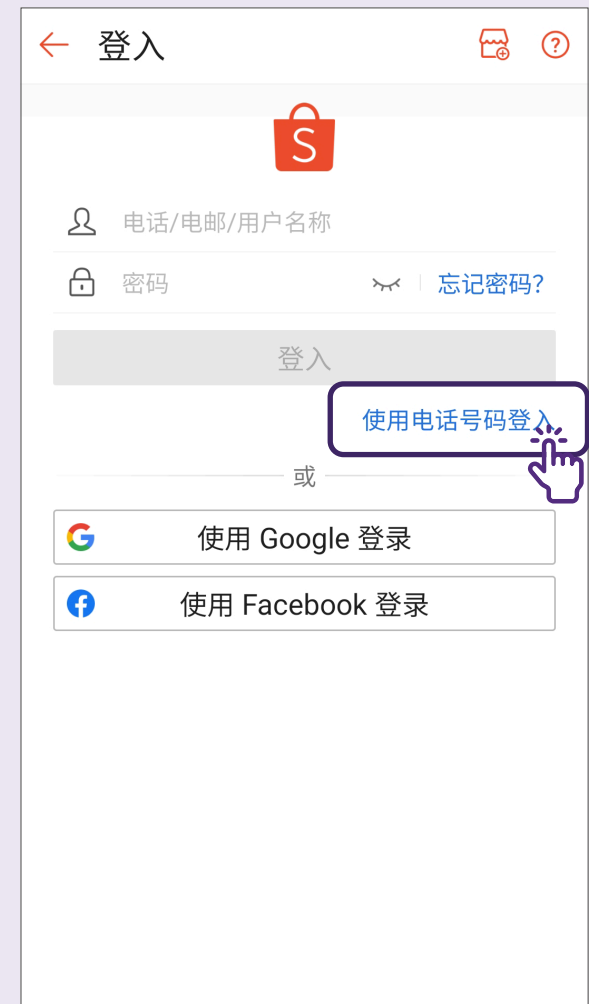 登入
S
电话/电邮/用户名称
密码 忘记密码?
登入
使用电话号码登入
或
使用 Google 登录
使用 Facebook 登录